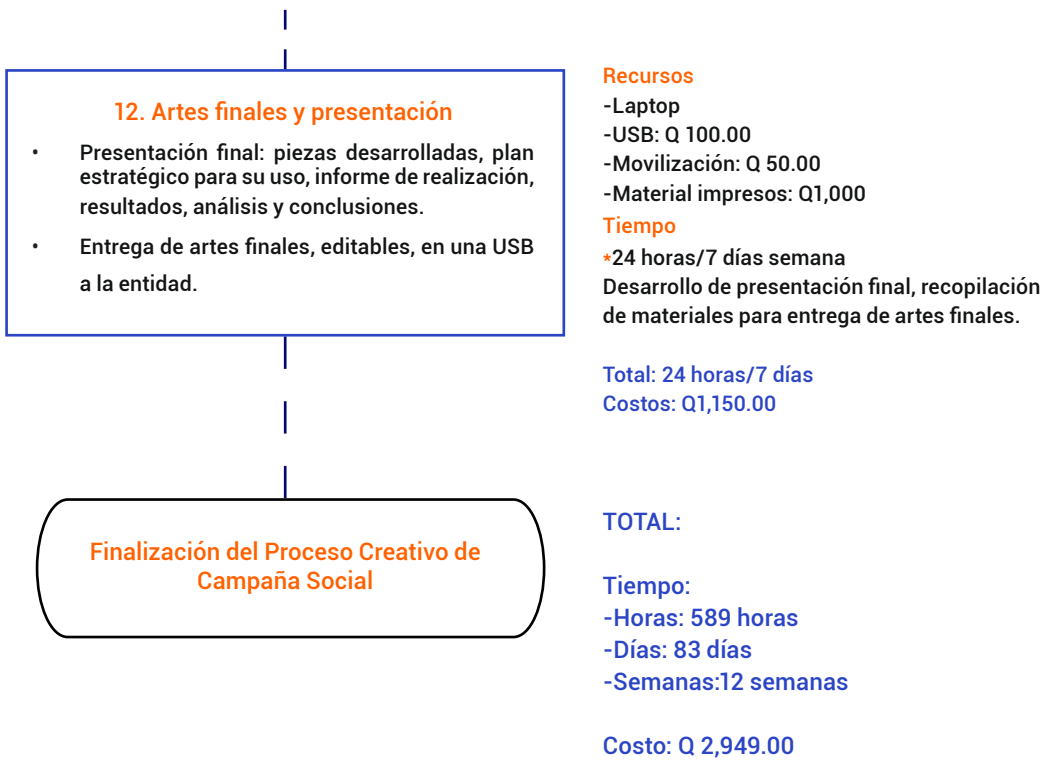 12. Artes finales y presentación
• Presentación final: piezas desarrolladas, plan
estratégico para su uso, informe de realización,
resultados, análisis y conclusiones.
• Entrega de artes finales, editables, en una USB
a la entidad.
Recursos
-Laptop
-USB: Q 100.00
-Movilización: Q 50.00
-Material impresos: Q1,000
Tiempo
*24 horas/7 días semana
Desarrollo de presentación final, recopilación
de materiales para entrega de artes finales.
Total: 24 horas/7 días
Costos: Q1,150.00
Finalización del Proceso Creativo de
Campaña Social
TOTAL:
Tiempo:
-Horas: 589 horas
-Días: 83 días
-Semanas:12 semanas
Costo: Q 2,949.00